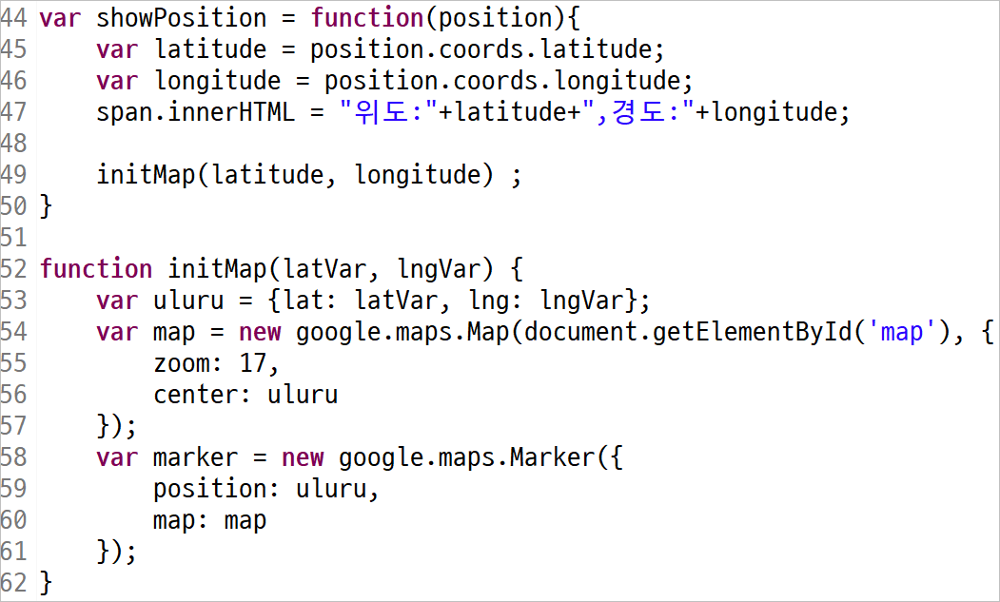 44 var showPosition = function(position){
45     var latitude = position.coords.latitude;
46     var longitude = position.coords.longitude;
47     span.innerHTML = "위도:"+latitude+",경도:"+longitude;
48
49     initMap(latitude, longitude) ;
50 }
51
52 function initMap(latVar, lngVar) {
53     var uluru = {lat: latVar, lng: lngVar};
54     var map = new google.maps.Map(document.getElementById('map'), {
55         zoom: 17,
56         center: uluru
57     });
58     var marker = new google.maps.Marker({
59         position: uluru,
60         map: map
61     });
62 }